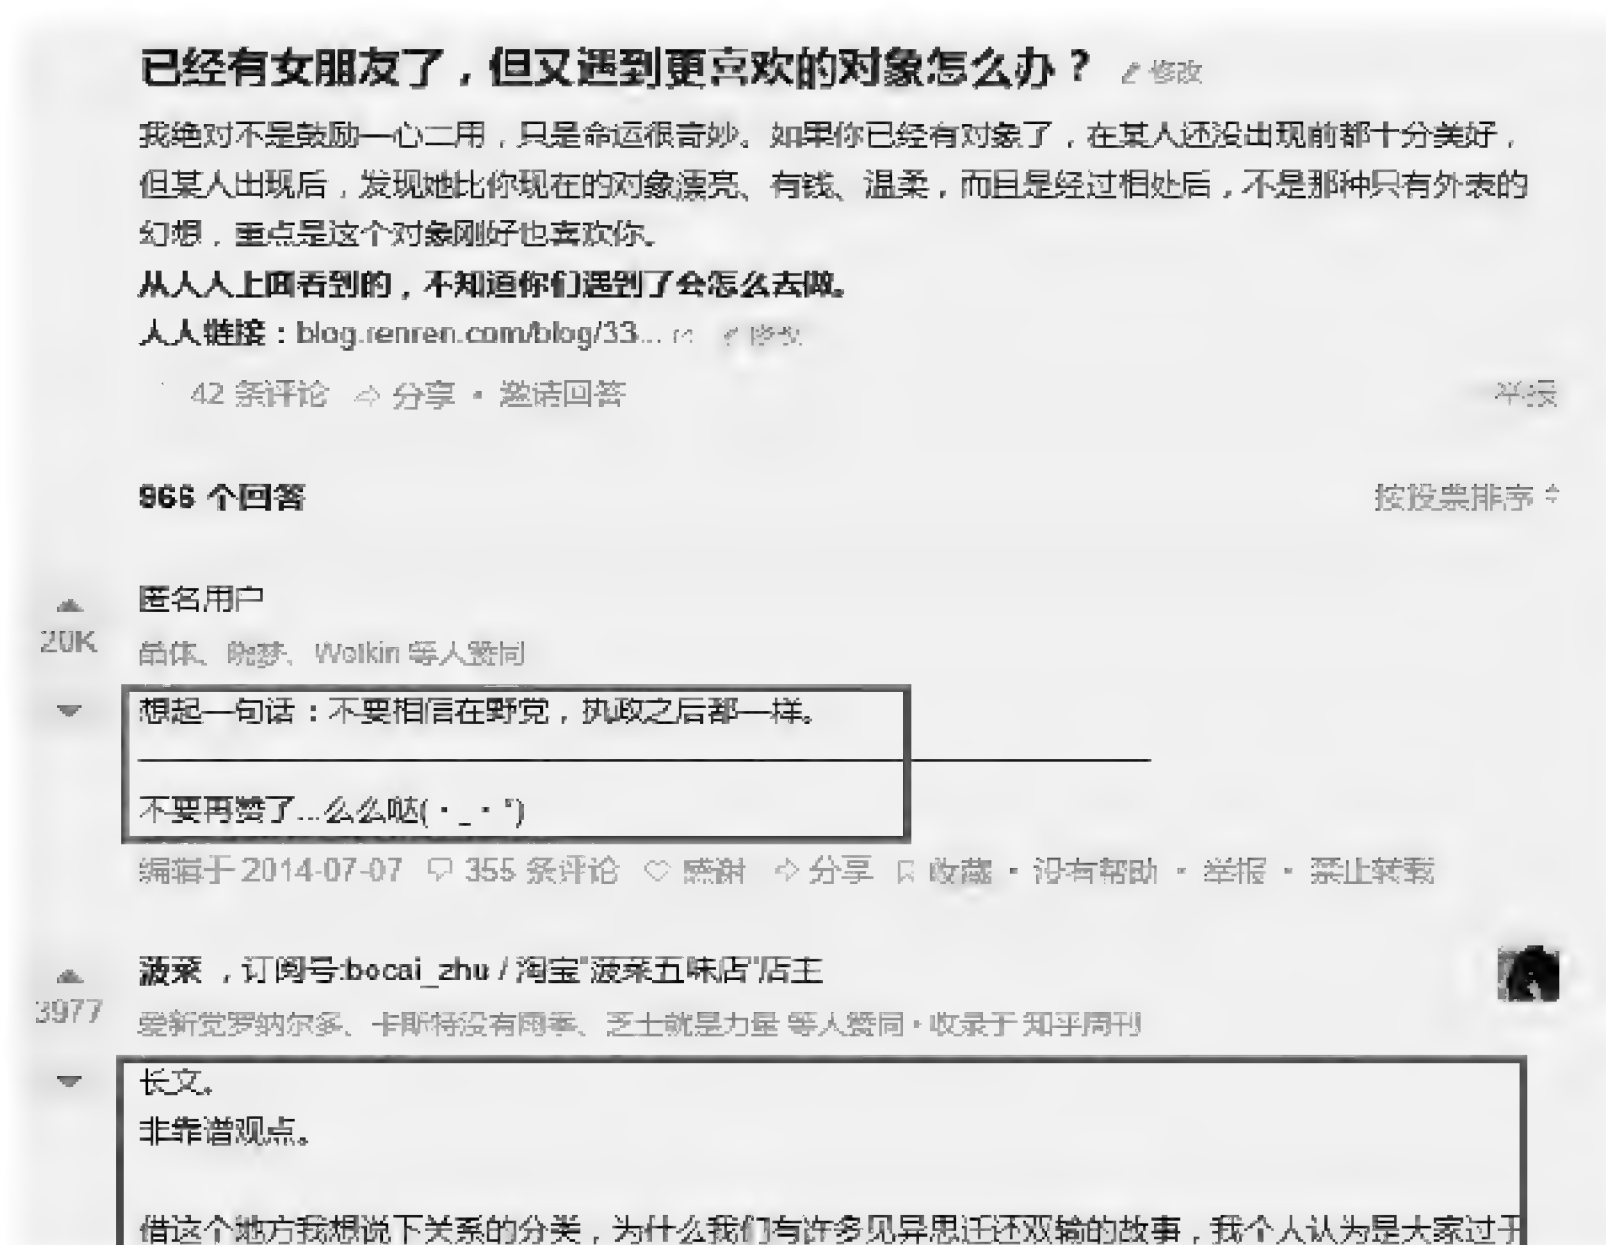 已经有女朋友了，但又遇到更喜欢的对象怎么办？ 修改
我绝对不是鼓励一心二用，只是命运很奇妙。如果你已经有对象了，在某人还没出现前都十分美好，
但某人出现后，发现她比你现在的对象漂亮、有钱、温柔，而且是经过相处后，不是那种只有外表的
幻想，重点是这个对象刚好也喜欢你。
从人人上面看到的，不知道你们遇到了会怎么去做。
人人链接：blog.renren.com/blog/33... 修改
42 条评论 分享 • 邀请回答 举报
966 个回答 按投票排序
匿名用户
20K
晶体、晓梦、Welkin 等人赞同
想起一句话：不要相信在野党，执政之后都一样。
不要再赞了...么么哒(・_・*)
编辑于 2014-07-07 355 条评论 感谢 分享 收藏 • 没有帮助 • 举报 • 禁止转载
菠菜 ，订阅号:bocai_zhu / 淘宝"菠菜五味店"店主
3977
爱新觉罗纳尔多、卡斯特没有雨季、芝士就是力量 等人赞同 • 收录于 知乎周刊
长文。
非靠谱观点。
借这个地方我想说下关系的分类，为什么我们有许多见异思迁还双输的故事，我个人认为是大家过于